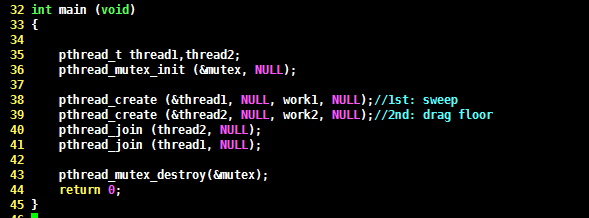 32 int main (void)
33 {
34
35     pthread_t thread1,thread2;
36     pthread_mutex_init (&mutex, NULL);
37
38     pthread_create (&thread1, NULL, work1, NULL);//1st: sweep
39     pthread_create (&thread2, NULL, work2, NULL);//2nd: drag floor
40     pthread_join (thread2, NULL);
41     pthread_join (thread1, NULL);
42
43     pthread_mutex_destroy(&mutex);
44     return 0;
45 }